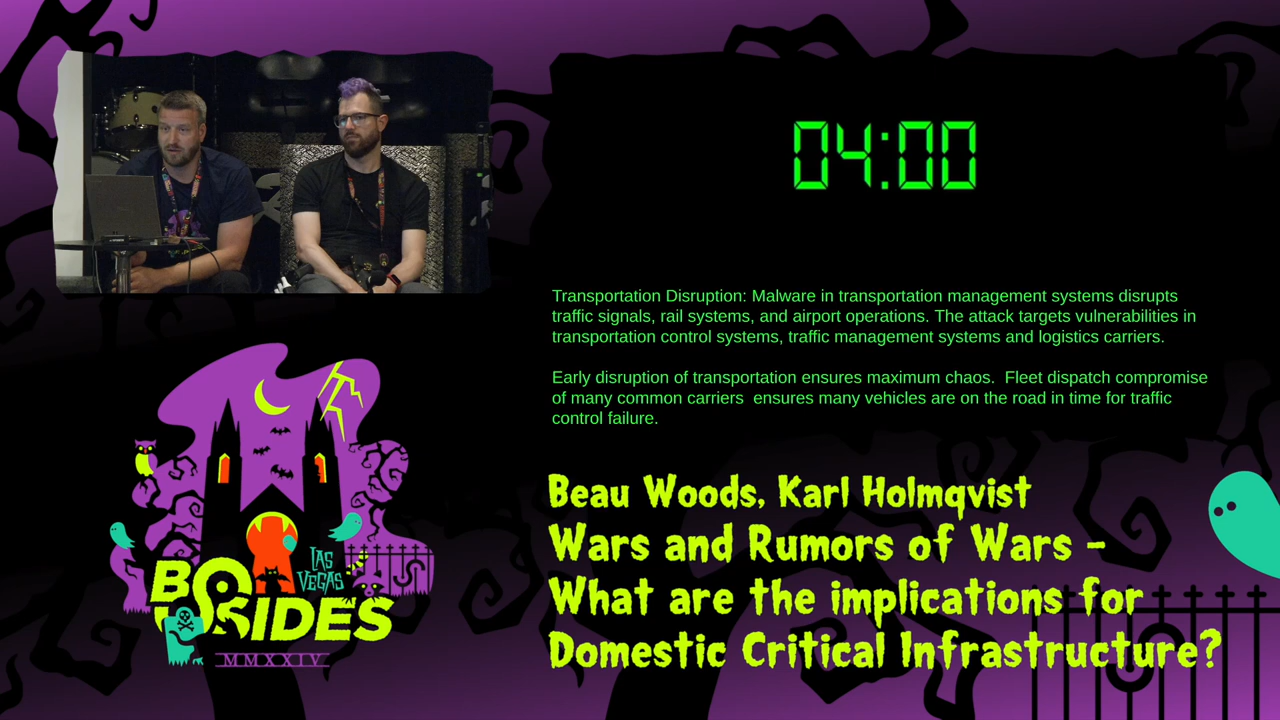 04:00
Transportation Disruption: Malware in transportation management systems disrupts
traffic signals, rail systems, and airport operations. The attack targets vulnerabilities in
transportation control systems, traffic management systems and logistics carriers.
Early disruption of transportation ensures maximum chaos.  Fleet dispatch compromise
of many common carriers  ensures many vehicles are on the road in time for traffic
control failure.
Beau Woods, Karl Holmqvist
Wars and Rumors of Wars -
What are the implications for
Domestic Critical Infrastructure?
LAS
VEGAS
BSIDES
MMXXIV